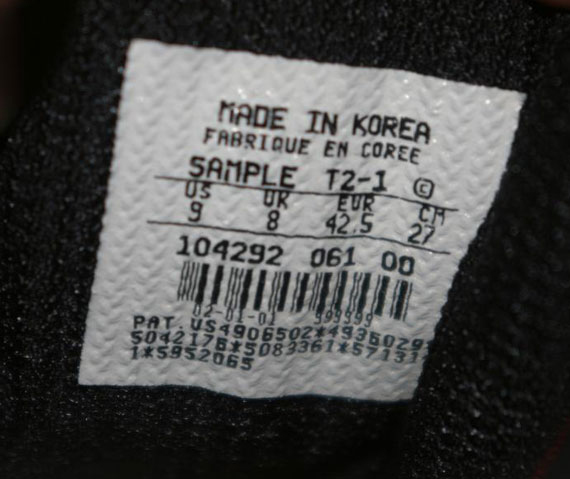 MADE IN KOREA
FABRIQUE EN COREE
SAMPLE T2-1 ©
US UK EUR CM
9 8 42.5 27
104292 061 00
02-01-01 999999
PAT. US4906502*4936029*
5042176*5083361*571311
1*5952065